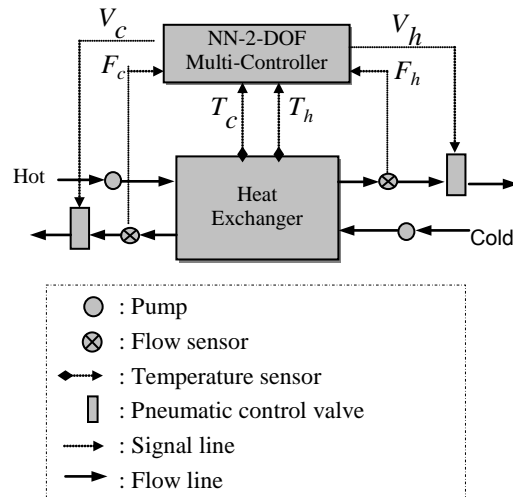 V_c
NN-2-DOF
Multi-Controller
V_h
F_c
F_h
T_c
T_h
Hot
Heat
Exchanger
Cold
: Pump
: Flow sensor
: Temperature sensor
: Pneumatic control valve
: Signal line
: Flow line